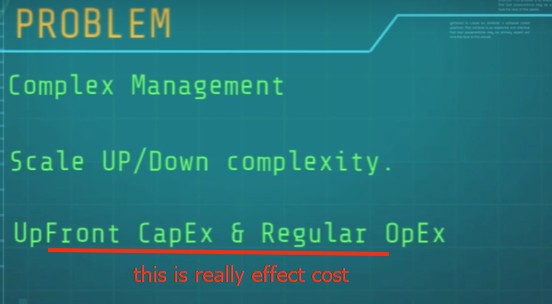 PROBLEM
Complex Management
Scale UP/Down complexity.
UpFront CapEx & Regular OpEx
this is really effect cost